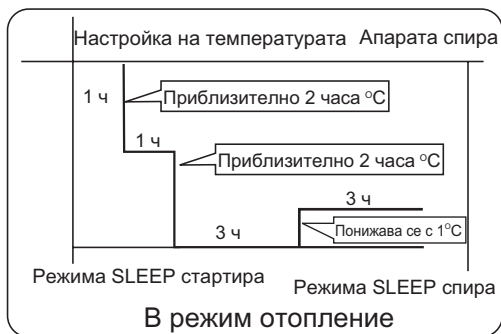 Настройка на температурата Апарата спира
1 ч
Приблизително 2 часа °C
1 ч
Приблизително 2 часа °C
3 ч
3 ч
Понижава се с 1°C
Режима SLEEP стартира
Режима SLEEP спира
В режим отопление